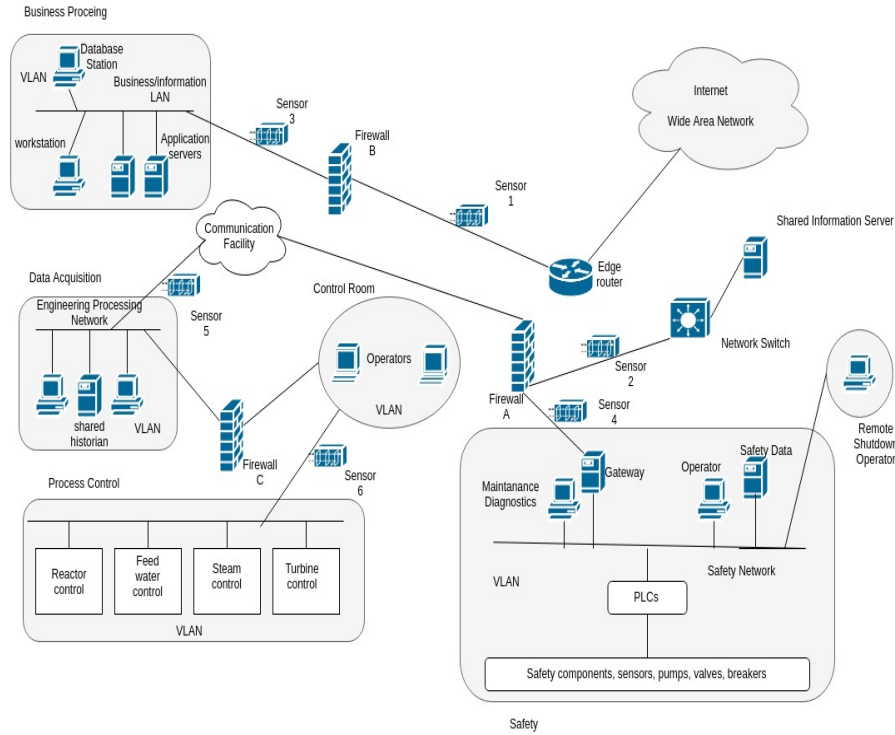 Business Proceing
Database
Station
VLAN
Business/information
LAN
workstation
Application
servers
Sensor
3
Firewall
B
Sensor
1
Internet
Wide Area Network
Communication
Facility
Edge
router
Shared Information Server
Network Switch
Data Acquisition
Engineering Processing
Network
shared
historian
VLAN
Sensor
5
Control Room
Operators
VLAN
Firewall
A
Sensor
2
Sensor
4
Remote
Shutdown
Operator
Firewall
C
Sensor
6
Process Control
Reactor
control
Feed
water
control
Steam
control
Turbine
control
VLAN
Maintanance
Diagnostics
Gateway
Operator
Safety Data
VLAN
Safety Network
PLCs
Safety components, sensors, pumps, valves, breakers
Safety